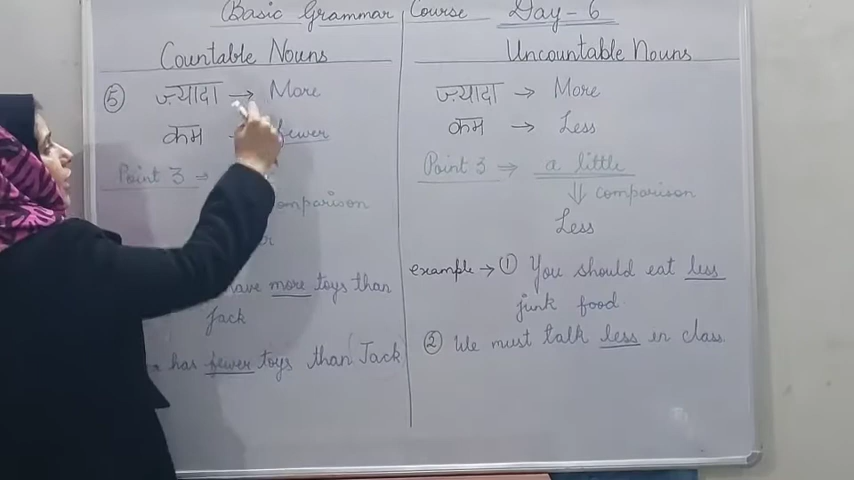 Basic Grammar Course Day-6
Countable Nouns
⑤ ज़्यादा → More
कम → fewer
Point 3 ⇒
comparison
have more toys than
Jack
has fewer toys than Jack
Uncountable Nouns
ज़्यादा → More
कम → Less
Point 3 ⇒ a little
⇓ comparison
Less
example → ① You should eat less
junk food.
② We must talk less in class.